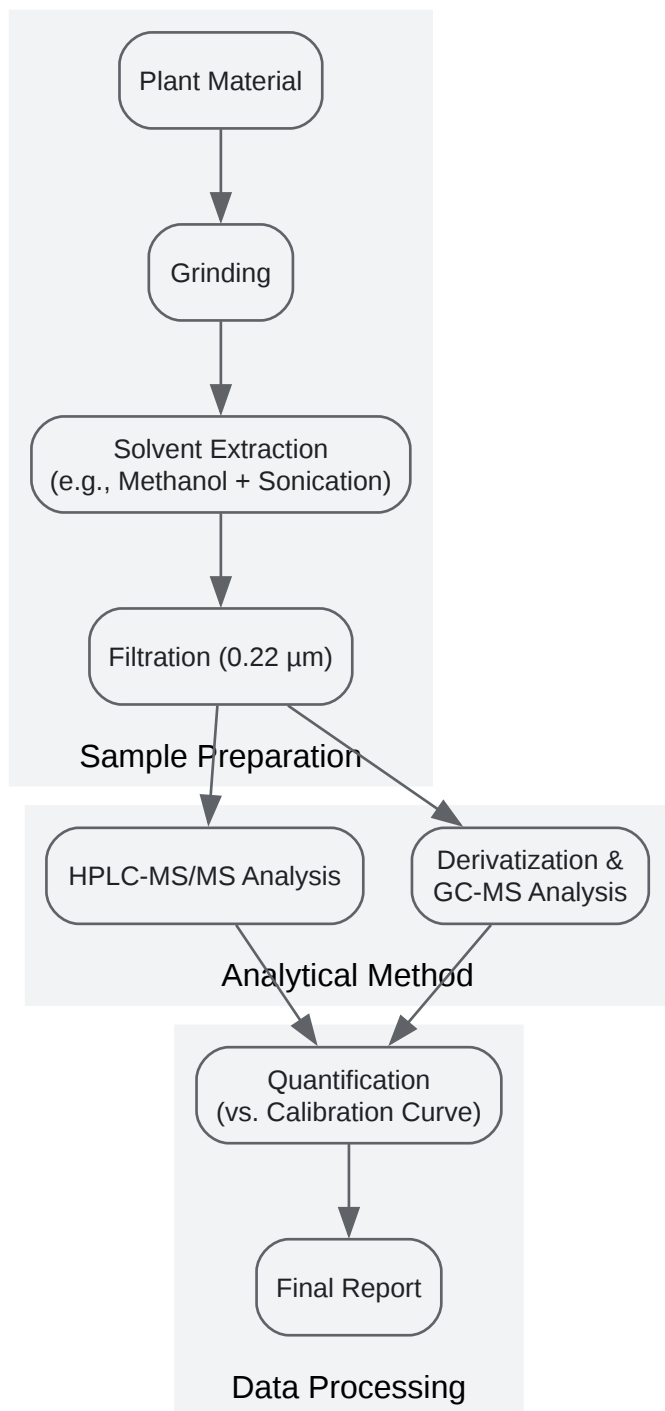 Plant Material
Grinding
Solvent Extraction
(e.g., Methanol + Sonication)
Filtration (0.22 µm)
Sample Preparation
HPLC-MS/MS Analysis
Derivatization &
GC-MS Analysis
Analytical Method
Quantification
(vs. Calibration Curve)
Final Report
Data Processing